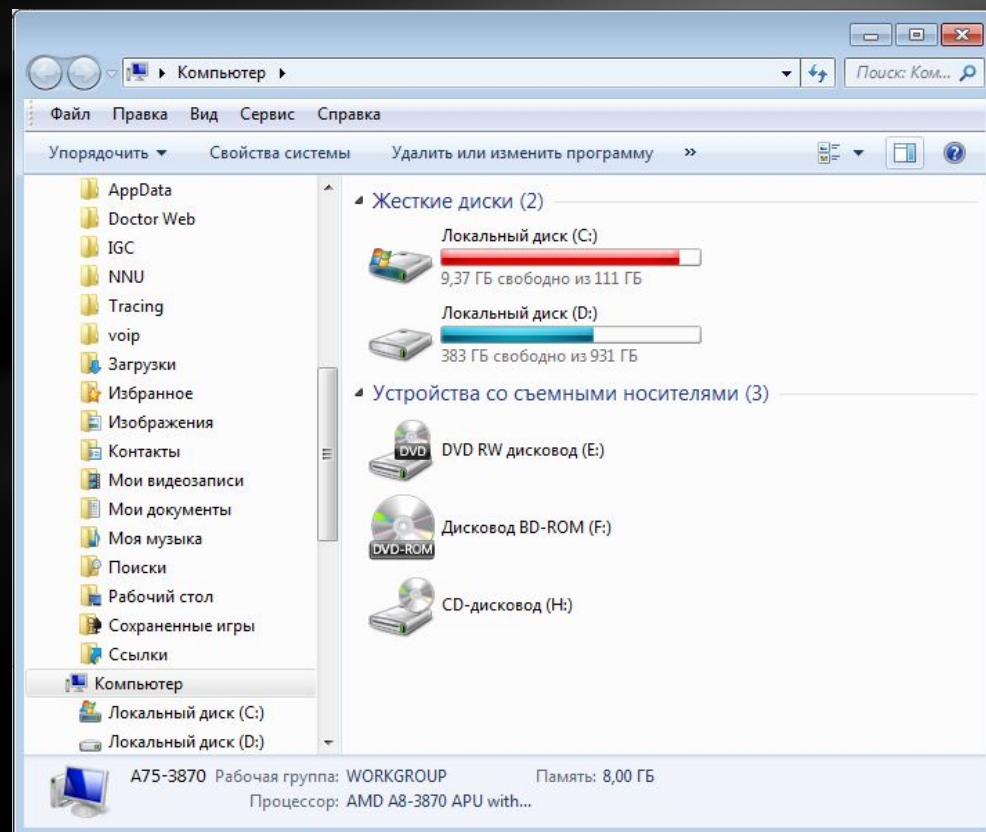 Компьютер
Поиск: Ком...
Файл Правка Вид Сервис Справка
Упорядочить Свойства системы Удалить или изменить программу »
AppData
Doctor Web
IGC
NNU
Tracing
voip
Загрузки
Избранное
Изображения
Контакты
Мои видеозаписи
Мои документы
Моя музыка
Поиски
Рабочий стол
Сохраненные игры
Ссылки
Компьютер
Локальный диск (C:)
Локальный диск (D:)
Жесткие диски (2)
Локальный диск (C:)
9,37 ГБ свободно из 111 ГБ
Локальный диск (D:)
383 ГБ свободно из 931 ГБ
Устройства со съемными носителями (3)
DVD
DVD RW дисковод (E:)
DVD-ROM
Дисковод BD-ROM (F:)
CD-дисковод (H:)
A75-3870 Рабочая группа: WORKGROUP Память: 8,00 ГБ
Процессор: AMD A8-3870 APU with...